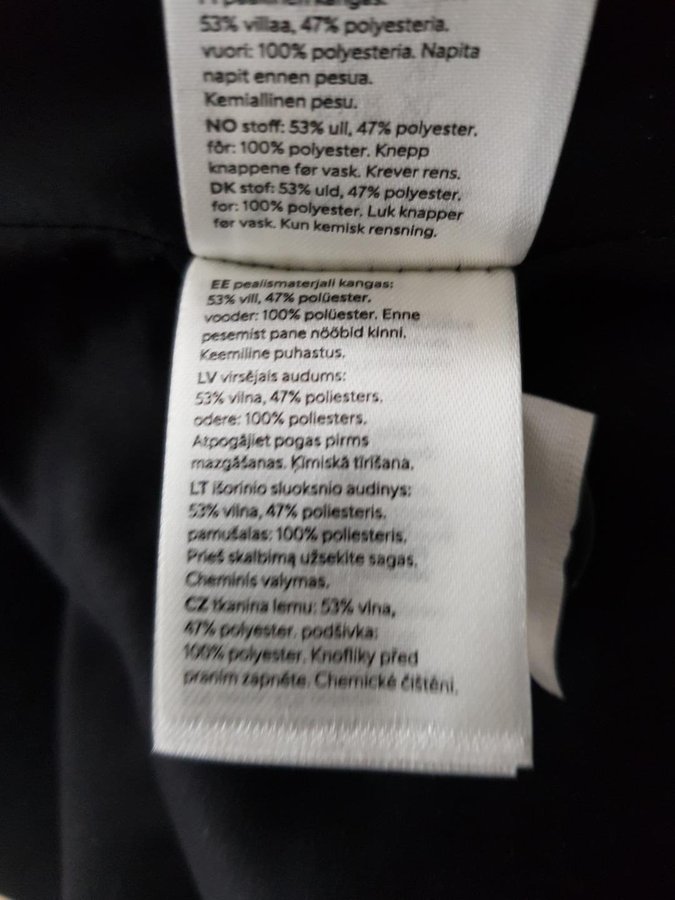 53% villaa, 47% polyesteria.
vuori: 100% polyesteria. Napita
napit ennen pesua.
Kemiallinen pesu.
NO stoff: 53% ull, 47% polyester.
fôr: 100% polyester. Knepp
knappene før vask. Krever rens.
DK stof: 53% uld, 47% polyester.
for: 100% polyester. Luk knapper
før vask. Kun kemisk rensning.
EE pealismaterjali kangas:
53% vill, 47% polüester.
vooder: 100% polüester. Enne
pesemist pane nööbid kinni.
Keemiline puhastus.
LV virsējais audums:
53% vilna, 47% poliesters.
odere: 100% poliesters.
Aizpogājiet pogas pirms
mazgāšanas. Ķīmiskā tīrīšana.
LT išorinio sluoksnio audinys:
53% vilna, 47% poliesteris.
pamušalas: 100% poliesteris.
Prieš skalbimą užsekite sagas.
Cheminis valymas.
CZ tkanina lemu: 53% vlna,
47% polyester. podšívka:
100% polyester. Knoflíky před
praním zapněte. Chemické čištění.